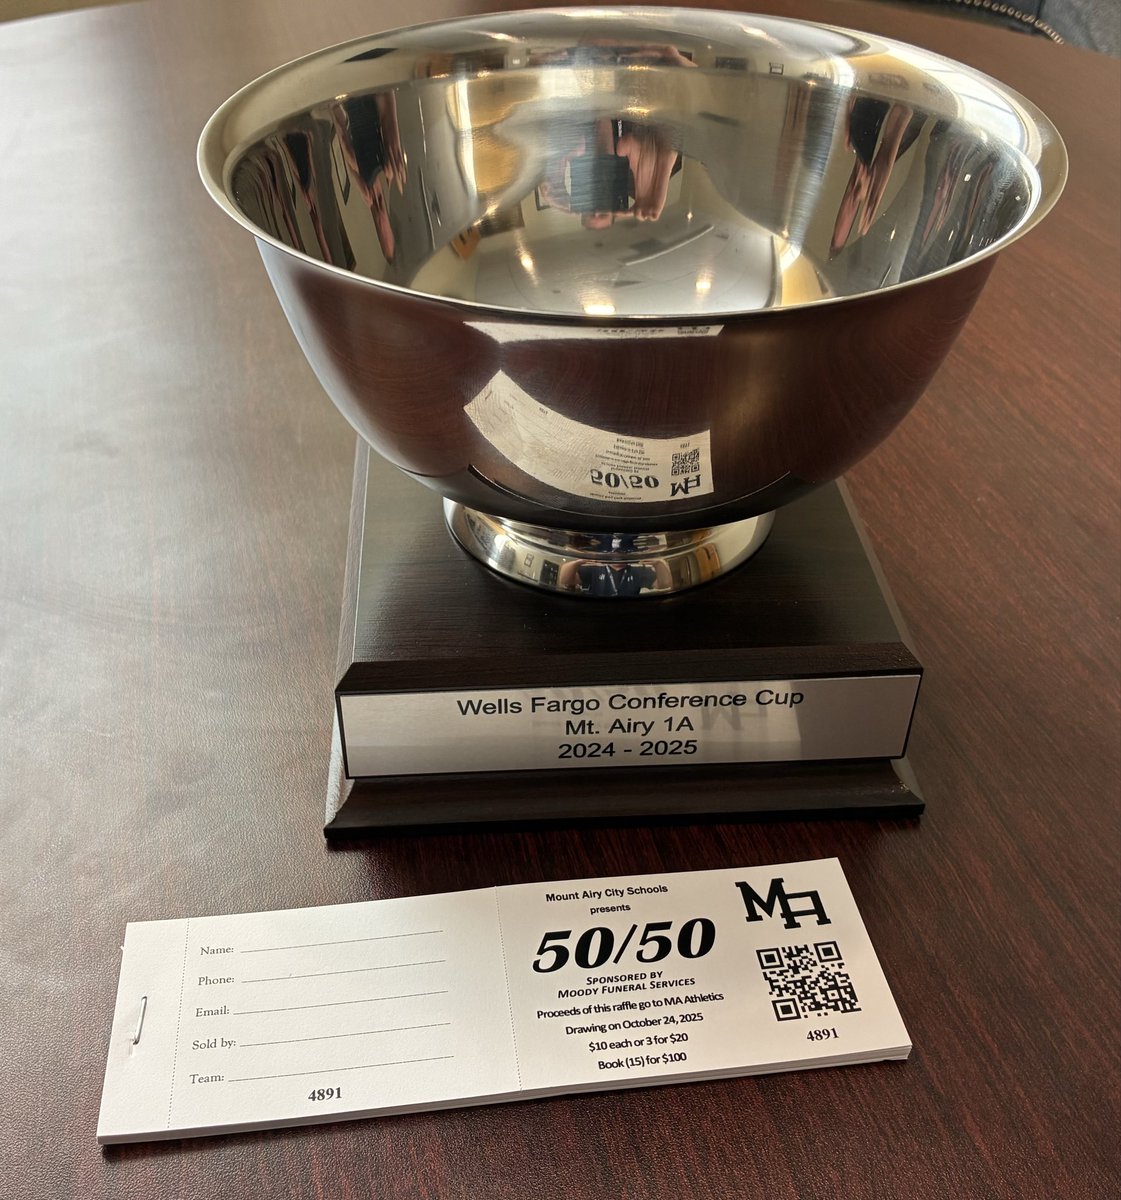 Wells Fargo Conference Cup
Mt. Airy 1A
2024 - 2025
Name:
Phone:
Email:
Sold by:
Team:
4891
Mount Airy City Schools
presents
50/50
SPONSORED BY
MOODY FUNERAL SERVICES
Proceeds of this raffle go to MA Athletics
Drawing on October 24, 2025
$10 each or 3 for $20
Book (15) for $100
MA
4891